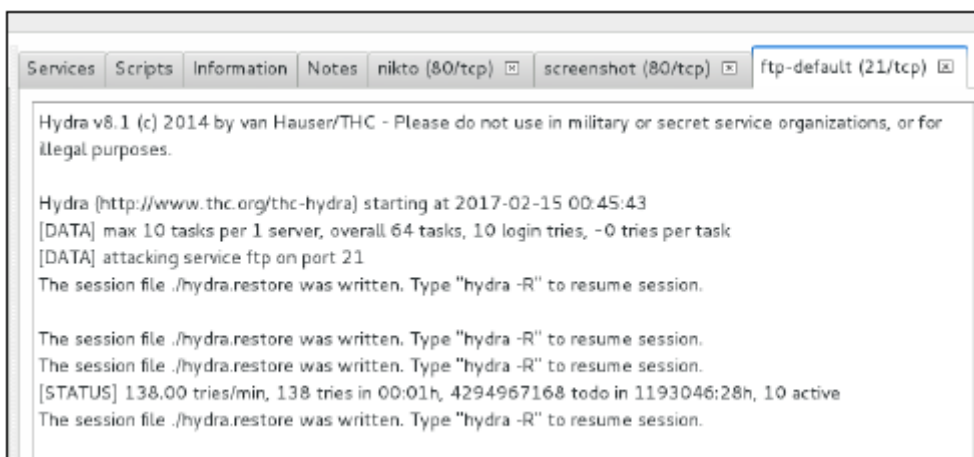 Services Scripts Information Notes nikto (80/tcp) screenshot (80/tcp) ftp-default (21/tcp)
Hydra v8.1 (c) 2014 by van Hauser/THC - Please do not use in military or secret service organizations, or for
illegal purposes.
Hydra (http://www.thc.org/thc-hydra) starting at 2017-02-15 00:45:43
[DATA] max 10 tasks per 1 server, overall 64 tasks, 10 login tries, ~0 tries per task
[DATA] attacking service ftp on port 21
The session file ./hydra.restore was written. Type "hydra -R" to resume session.
The session file ./hydra.restore was written. Type "hydra -R" to resume session.
The session file ./hydra.restore was written. Type "hydra -R" to resume session.
[STATUS] 138.00 tries/min, 138 tries in 00:01h, 4294967168 todo in 1193046:28h, 10 active
The session file ./hydra.restore was written. Type "hydra -R" to resume session.